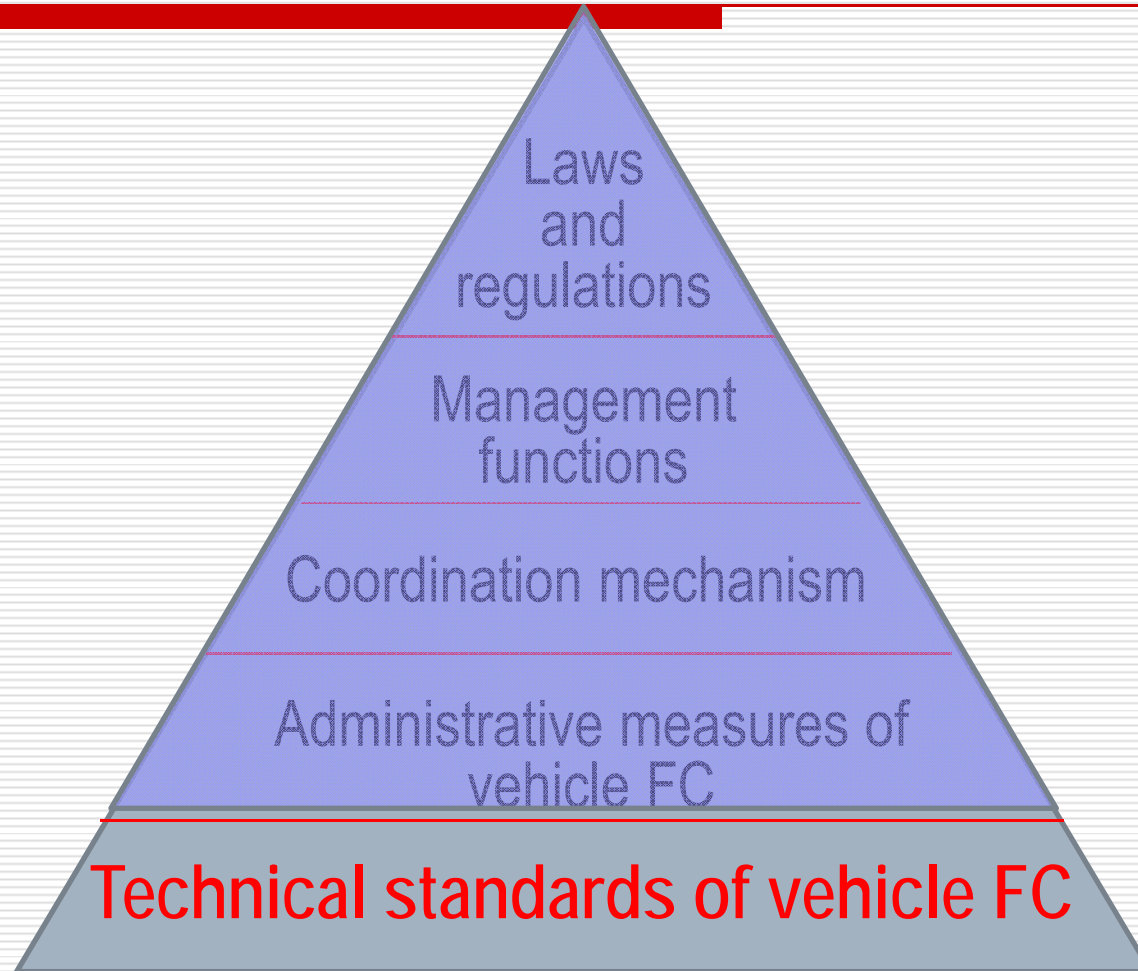 Laws
and
regulations
Management
functions
Coordination mechanism
Administrative measures of
vehicle FC
Technical standards of vehicle FC